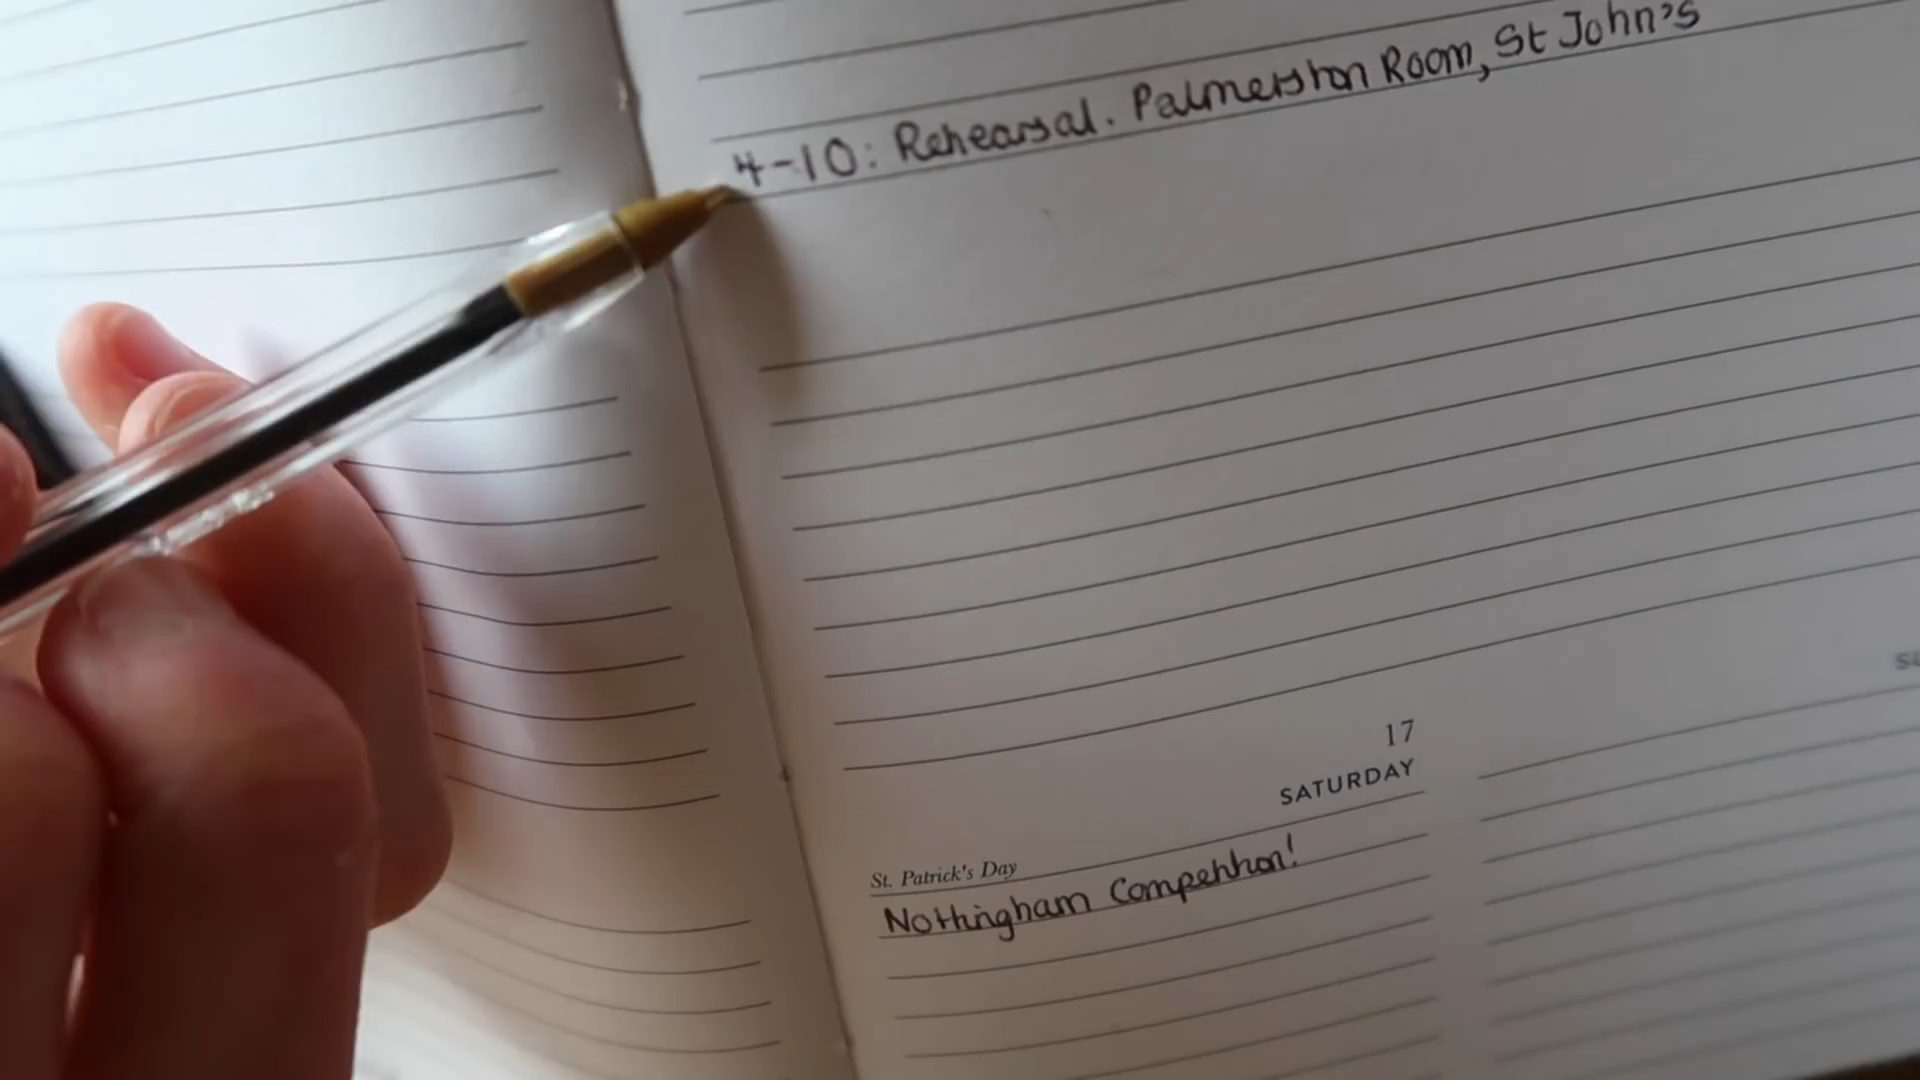 4-10: Rehearsal. Palmerston Room, St John's
17
SATURDAY
St. Patrick's Day
Nottingham Competition!